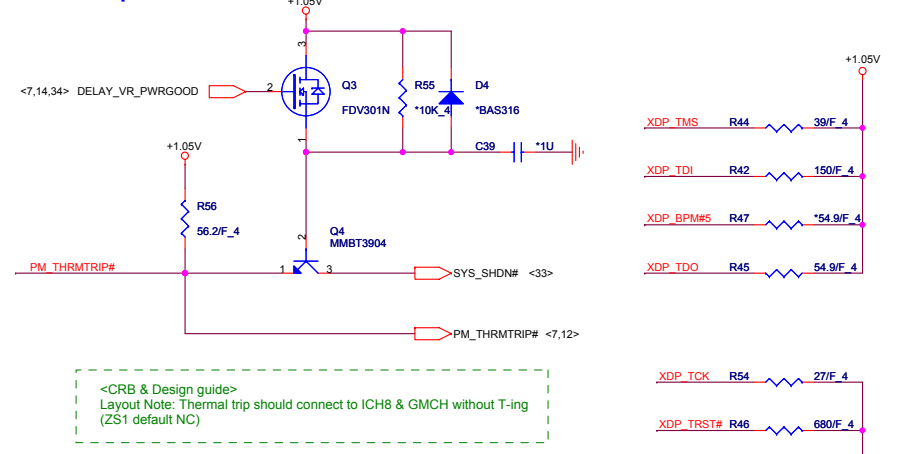 +1.05V
3
<7,14,34> DELAY_VR_PWRGOOD
2
Q3
FDV301N
R55
*10K_4
D4
*BAS316
1
C39 *1U
+1.05V
R56
56.2/F_4
Q4
MMBT3904
2
PM_THRMTRIP#
1
3
SYS_SHDN# <33>
PM_THRMTRIP# <7,12>
<CRB & Design guide>
Layout Note: Thermal trip should connect to ICH8 & GMCH without T-ing
(ZS1 default NC)
+1.05V
XDP_TMS R44 39/F_4
XDP_TDI R42 150/F_4
XDP_BPM#5 R47 *54.9/F_4
XDP_TDO R45 54.9/F_4
XDP_TCK R54 27/F_4
XDP_TRST# R46 680/F_4